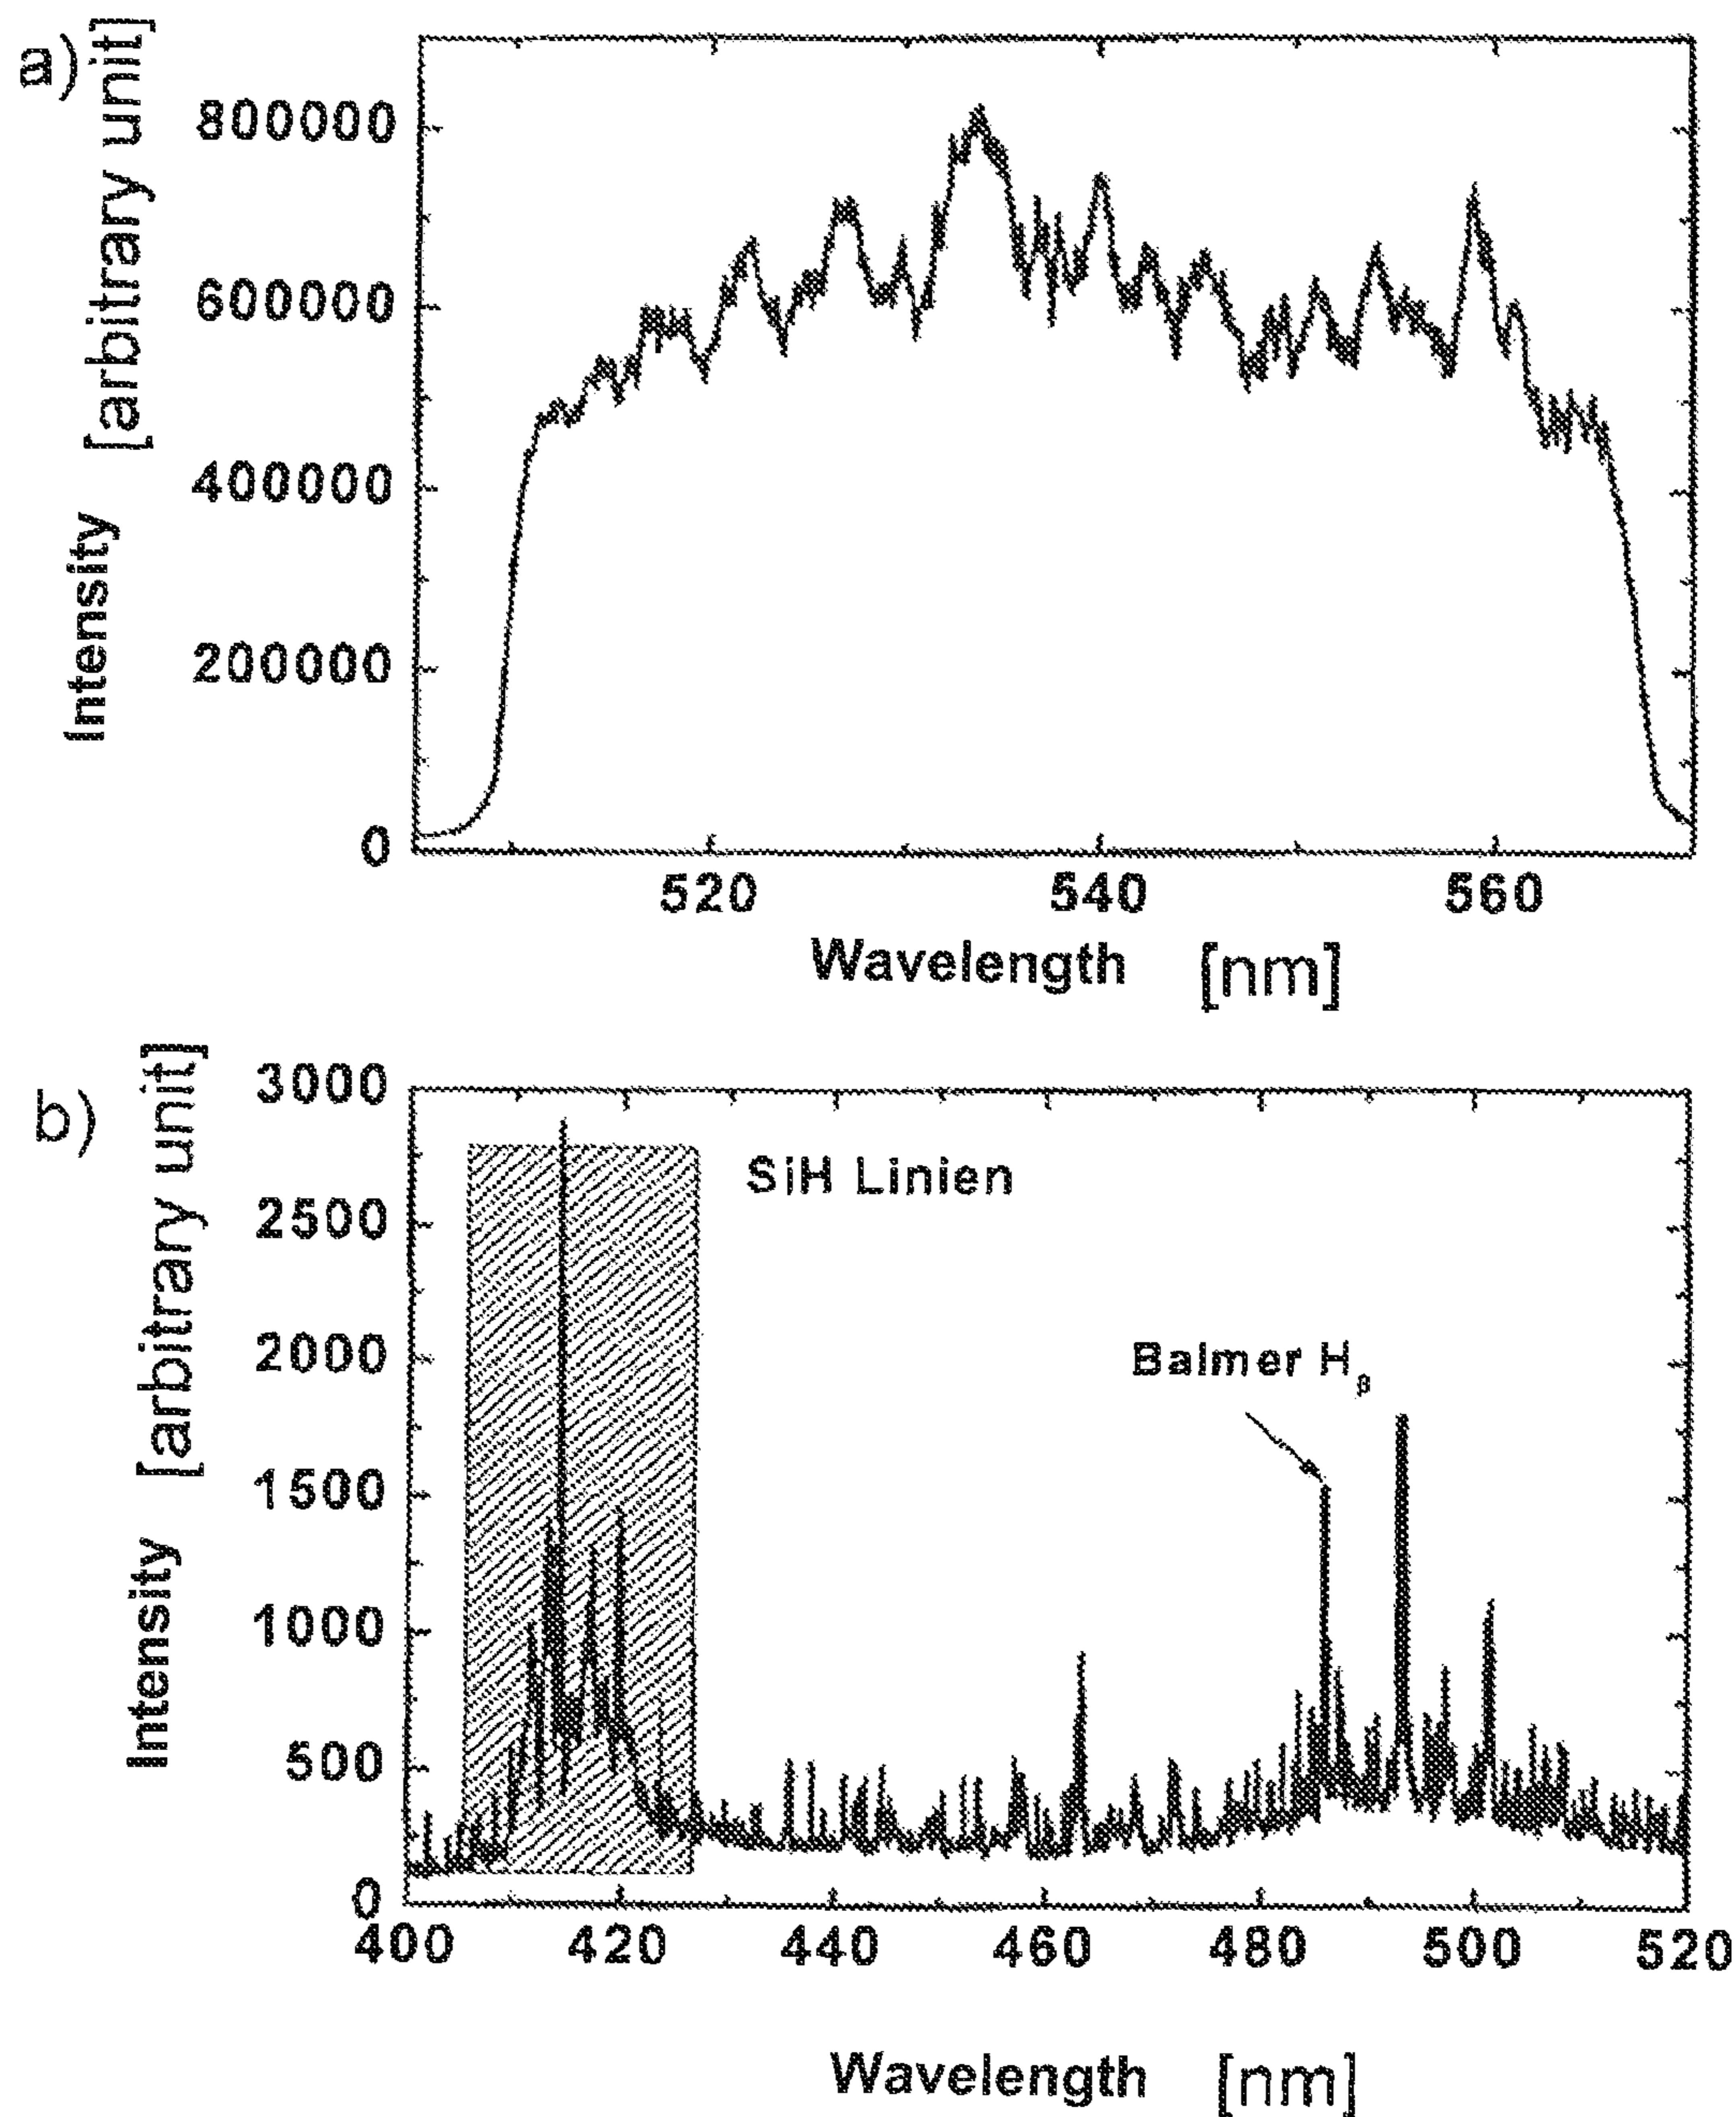 a)
Intensity [arbitrary unit]
800000
600000
400000
200000
0
520 540 560
Wavelength [nm]
b)
Intensity [arbitrary unit]
3000
2500
2000
1500
1000
500
0
SiH Linien
Balmer Hβ
400 420 440 460 480 500 520
Wavelength [nm]